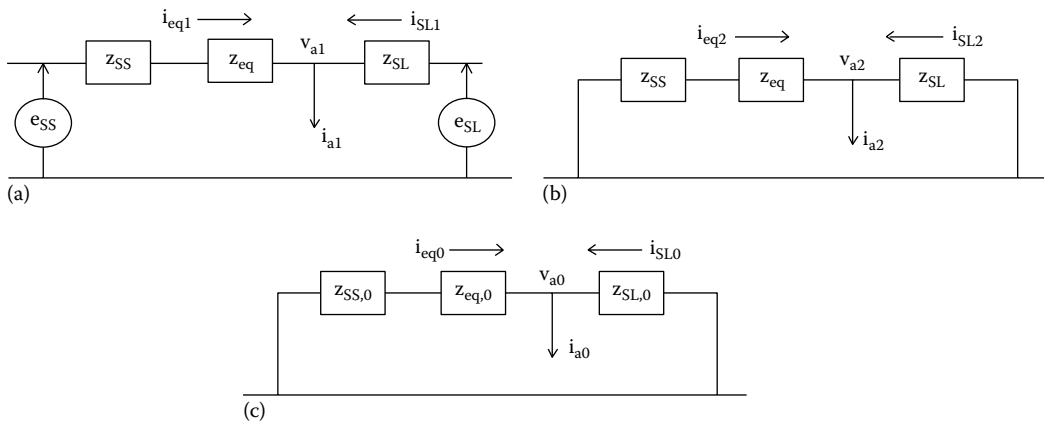 i_eq1 i_SL1
v_a1
z_SS z_eq z_SL
e_SS e_SL
i_a1
(a)
i_eq2 i_SL2
v_a2
z_SS z_eq z_SL
i_a2
(b)
i_eq0 i_SL0
v_a0
z_SS,0 z_eq,0 z_SL,0
i_a0
(c)